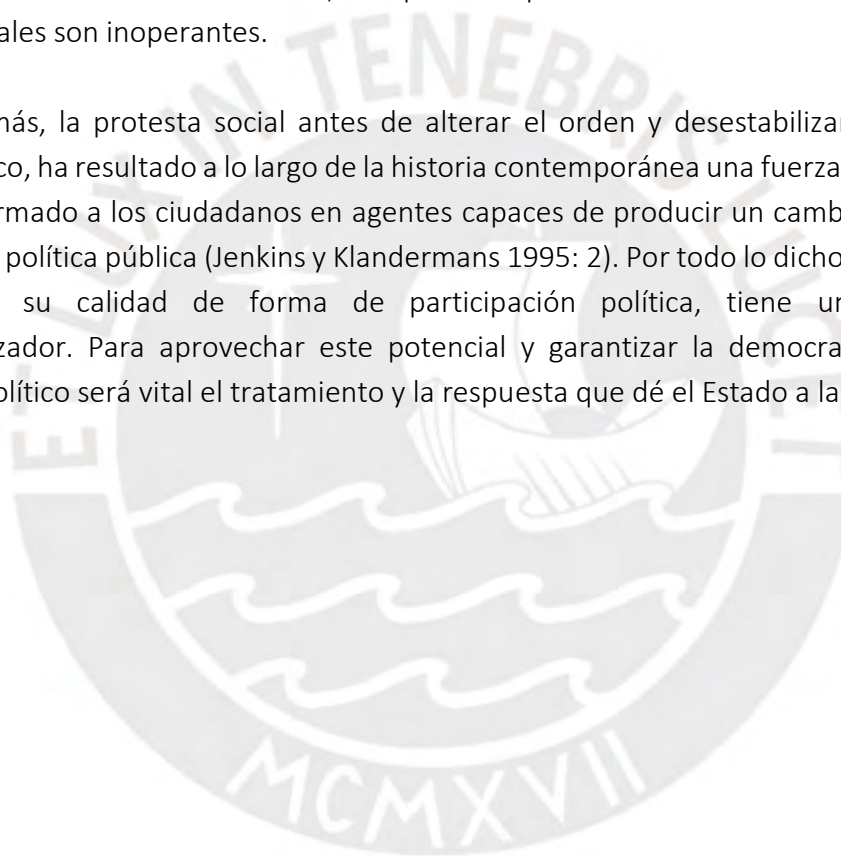 ales son inoperantes.
más, la protesta social antes de alterar el orden y desestabilizar
co, ha resultado a lo largo de la historia contemporánea una fuerza
rmado a los ciudadanos en agentes capaces de producir un camb
política pública (Jenkins y Klandermans 1995: 2). Por todo lo dicho
su calidad de forma de participación política, tiene un
zador. Para aprovechar este potencial y garantizar la democra
olítico será vital el tratamiento y la respuesta que dé el Estado a la
ET LUX IN TENEBRIS LUCET
MCMXVII